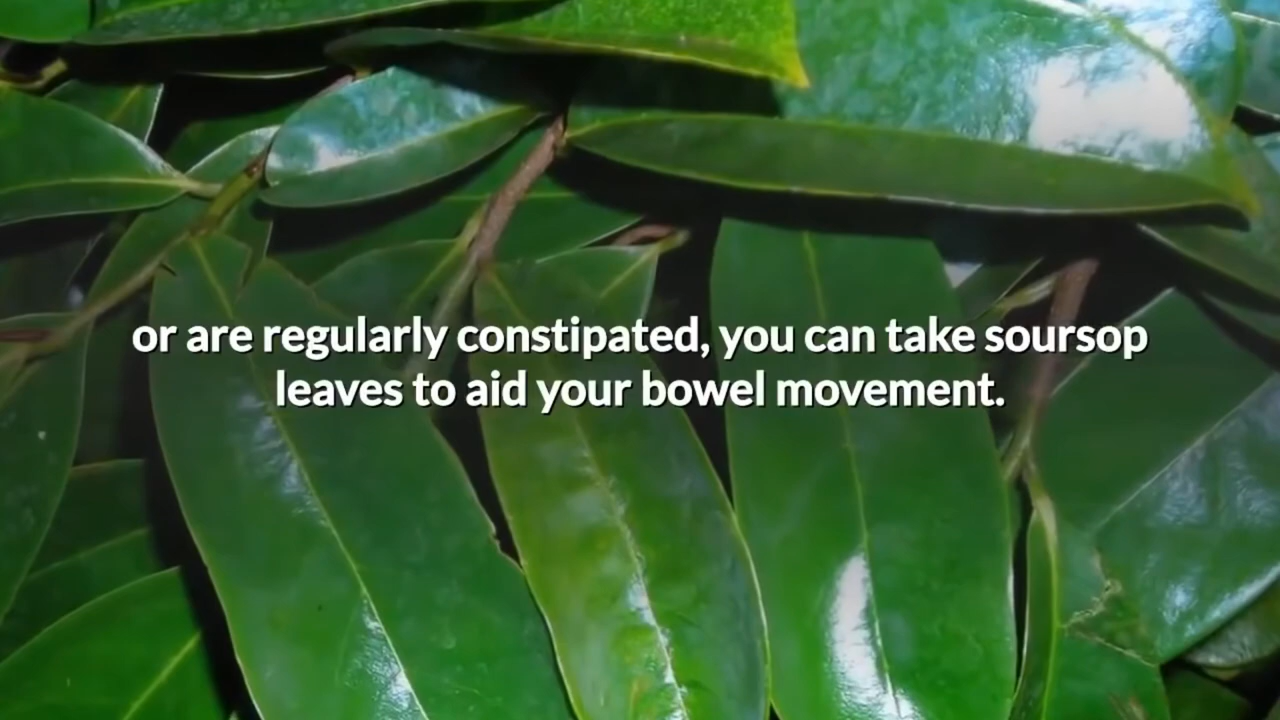 or are regularly constipated, you can take soursop
leaves to aid your bowel movement.